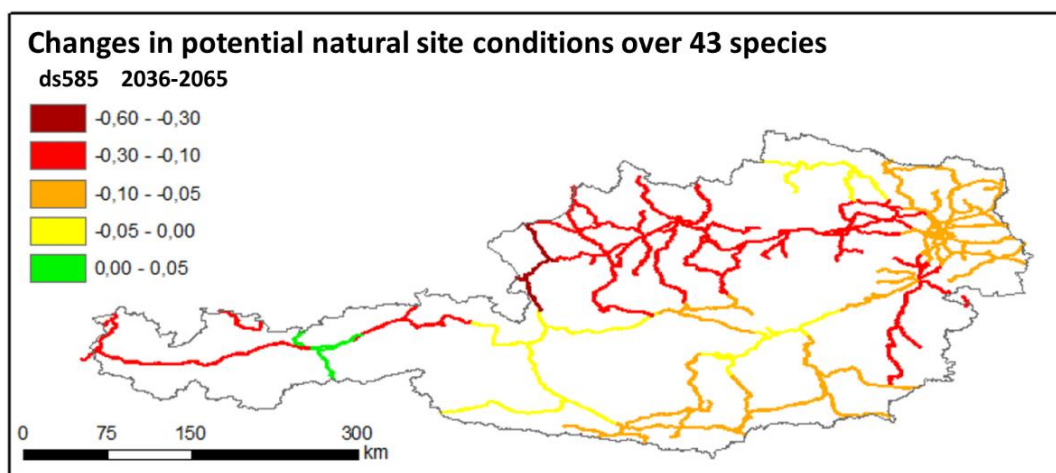 Changes in potential natural site conditions over 43 species
ds585 2036-2065
-0,60 - -0,30
-0,30 - -0,10
-0,10 - -0,05
-0,05 - 0,00
0,00 - 0,05
0 75 150 300
km